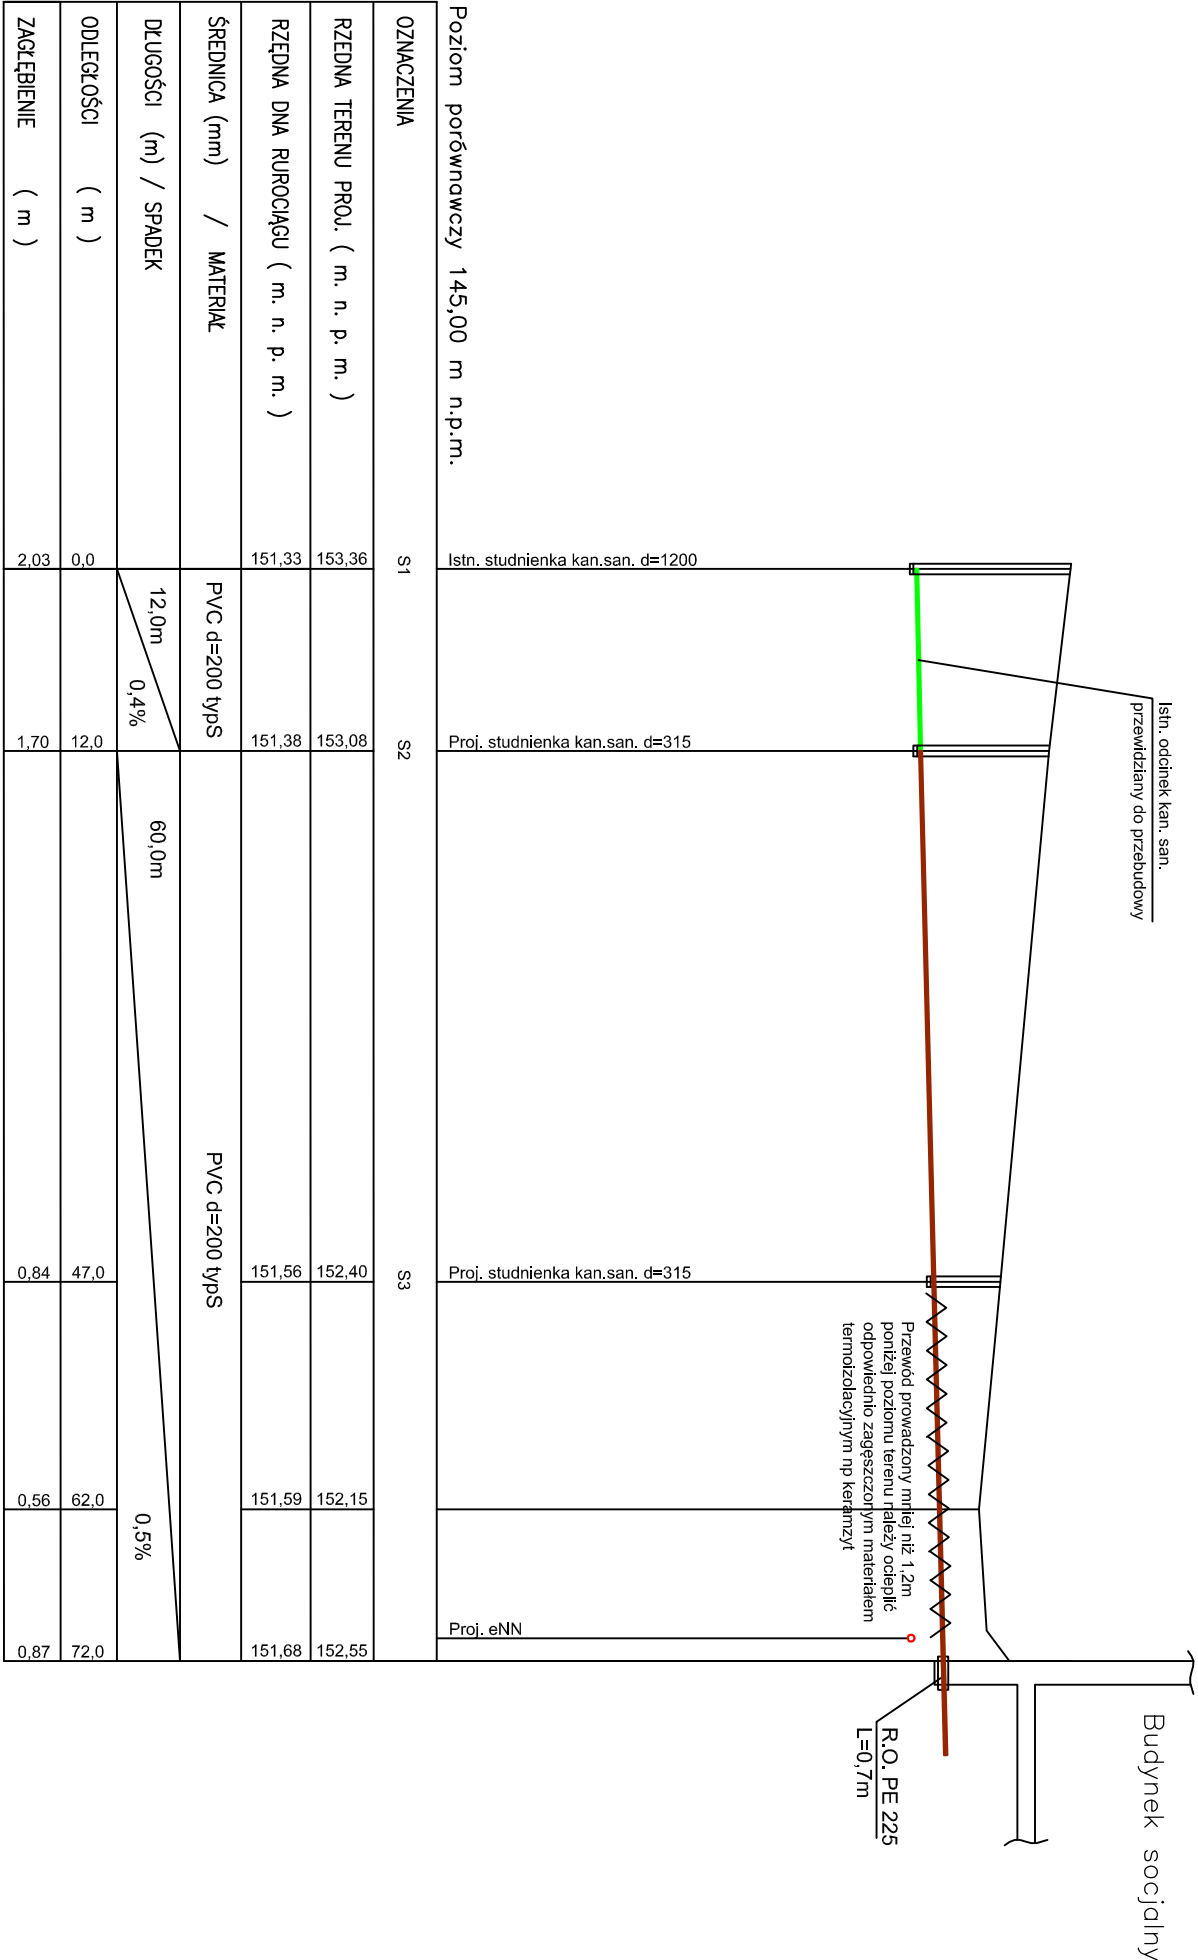 Budynek socjalny
Istn. odcinek kan. san.
przewidziany do przebudowy
R.O. PE 225
L=0,7m
Przewód prowadzony mniej niż 1,2m
poniżej poziomu terenu należy ocieplić
odpowiednio zagęszczonym materiałem
termoizolacyjnym np keramzyt
Istn. studnienka kan.san. d=1200
Proj. studnienka kan.san. d=315
Proj. studnienka kan.san. d=315
Proj. eNN
Poziom porównawczy 145,00 m n.p.m.
OZNACZENIA S1 S2 S3
RZEDNA TERENU PROJ. ( m. n. p. m. ) 153,36 153,08 152,40 152,15 152,55
RZĘDNA DNA RUROCIĄGU ( m. n. p. m. ) 151,33 151,38 151,56 151,59 151,68
ŚREDNICA (mm) / MATERIAŁ PVC d=200 typS PVC d=200 typS
DŁUGOŚCI (m) / SPADEK 12,0m 0,4% 60,0m 0,5%
ODLEGŁOŚCI ( m ) 0,0 12,0 47,0 62,0 72,0
ZAGŁĘBIENIE ( m ) 2,03 1,70 0,84 0,56 0,87